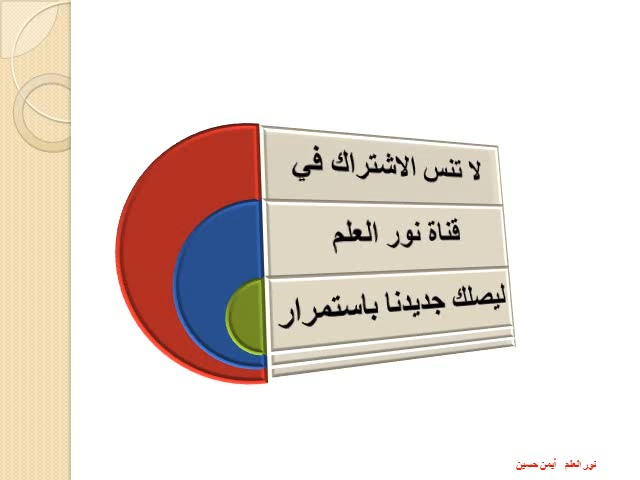 لا تنس الاشتراك في
قناة نور العلم
ليصلك جديدنا باستمرار
نور العلم أيمن حسين